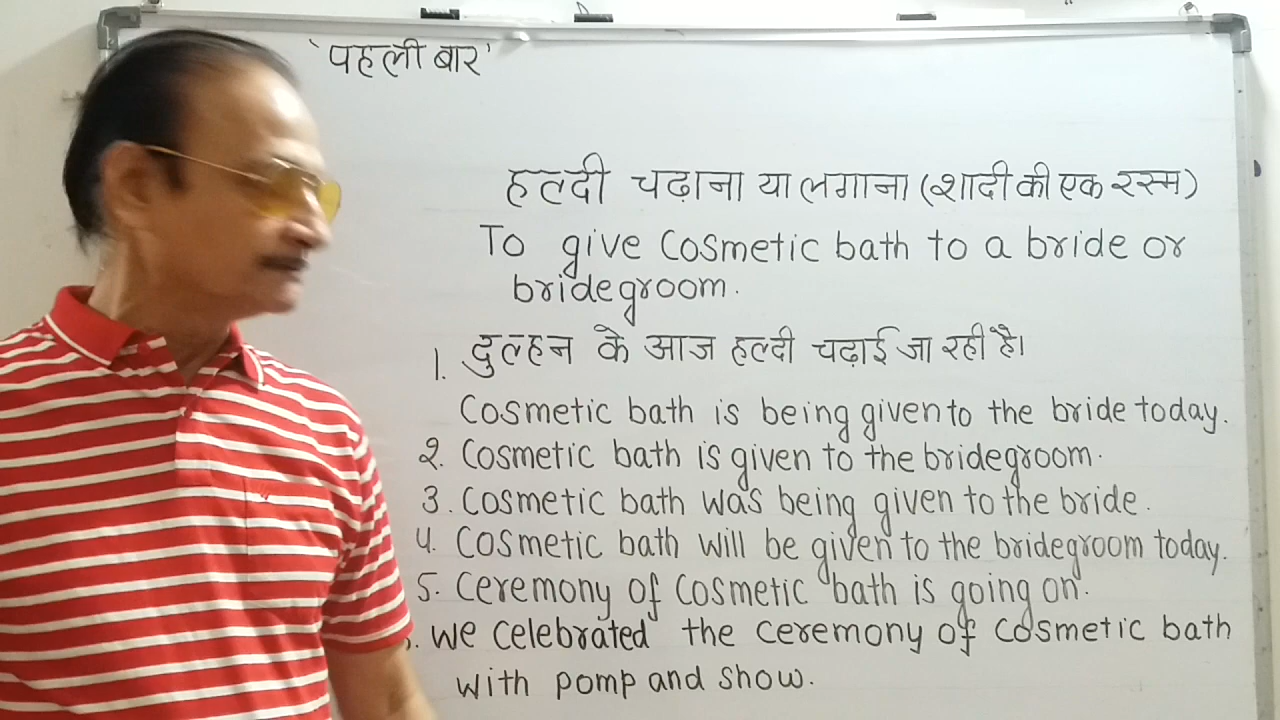 'पहली बार'
हल्दी चढ़ाना या लगाना (शादी की एक रस्म)
To give Cosmetic bath to a bride or
bridegroom.
1. दुल्हन के आज हल्दी चढ़ाई जा रही है।
Cosmetic bath is being given to the bride today.
2. Cosmetic bath is given to the bridegroom.
3. Cosmetic bath was being given to the bride.
4. Cosmetic bath will be given to the bridegroom today.
5. Ceremony of Cosmetic bath is going on.
. We Celebrated the Ceremony of Cosmetic bath
with pomp and show.